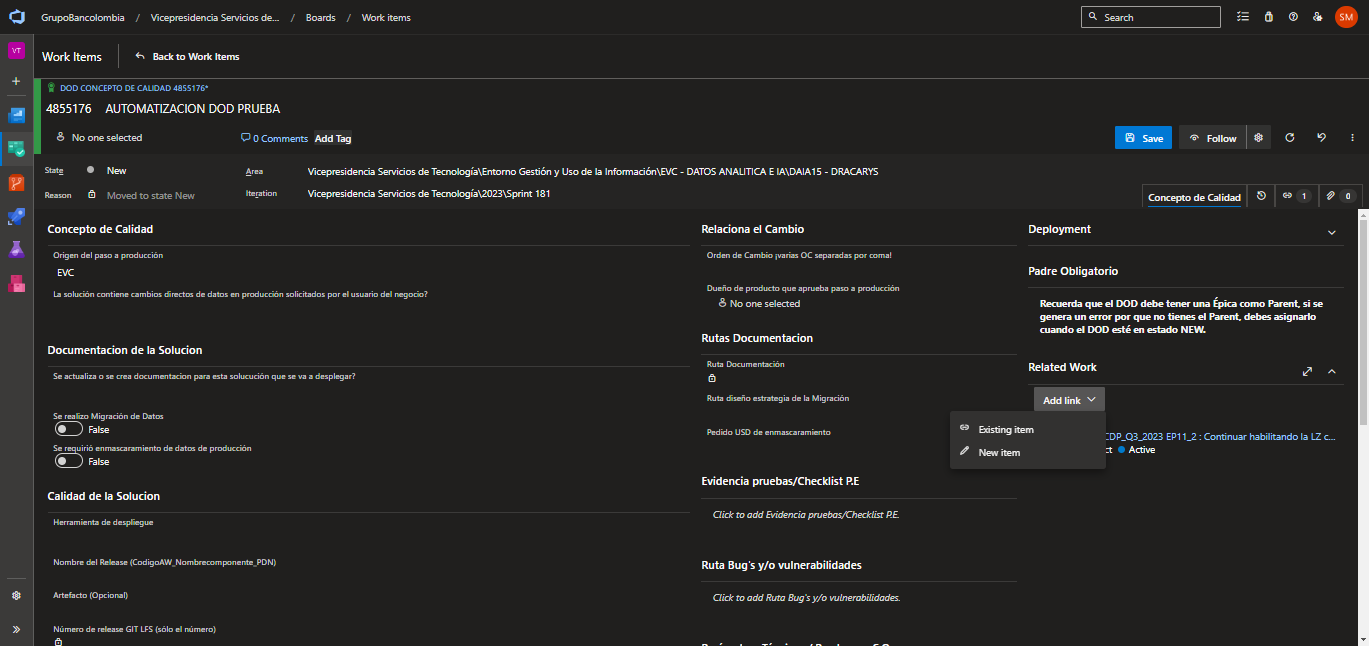 GrupoBancolombia / Vicepresidencia Servicios de... / Boards / Work items
Search
SM
VT
Work Items
Back to Work Items
DOD CONCEPTO DE CALIDAD 4855176*
4855176 AUTOMATIZACION DOD PRUEBA
No one selected
0 Comments
Add Tag
Save
Follow
State
New
Area
Vicepresidencia Servicios de Tecnología\Entorno Gestión y Uso de la Información\EVC - DATOS ANALITICA E IA\DAIA15 - DRACARYS
Reason
Moved to state New
Iteration
Vicepresidencia Servicios de Tecnología\2023\Sprint 181
Concepto de Calidad
1
0
Concepto de Calidad
Origen del paso a producción
EVC
La solución contiene cambios directos de datos en producción solicitados por el usuario del negocio?
Documentacion de la Solucion
Se actualiza o se crea documentacion para esta solucución que se va a desplegar?
Se realizo Migración de Datos
False
Se requirió enmascaramiento de datos de producción
False
Calidad de la Solucion
Herramienta de despliegue
Nombre del Release (CodigoAW_Nombrecomponente_PDN)
Artefacto (Opcional)
Número de release GIT LFS (sólo el número)
Relaciona el Cambio
Orden de Cambio ¡varias OC separadas por coma!
Dueño de producto que aprueba paso a producción
No one selected
Rutas Documentacion
Ruta Documentación
Ruta diseño estrategia de la Migración
Pedido USD de enmascaramiento
Evidencia pruebas/Checklist P.E
Click to add Evidencia pruebas/Checklist P.E.
Ruta Bug's y/o vulnerabilidades
Click to add Ruta Bug's y/o vulnerabilidades.
Deployment
Padre Obligatorio
Recuerda que el DOD debe tener una Épica como Parent, si se
genera un error por que no tienes el Parent, debes asignarlo
cuando el DOD esté en estado NEW.
Related Work
Add link
Existing item
New item
CDP_Q3_2023 EP11_2 : Continuar habilitando la LZ c...
ct
Active